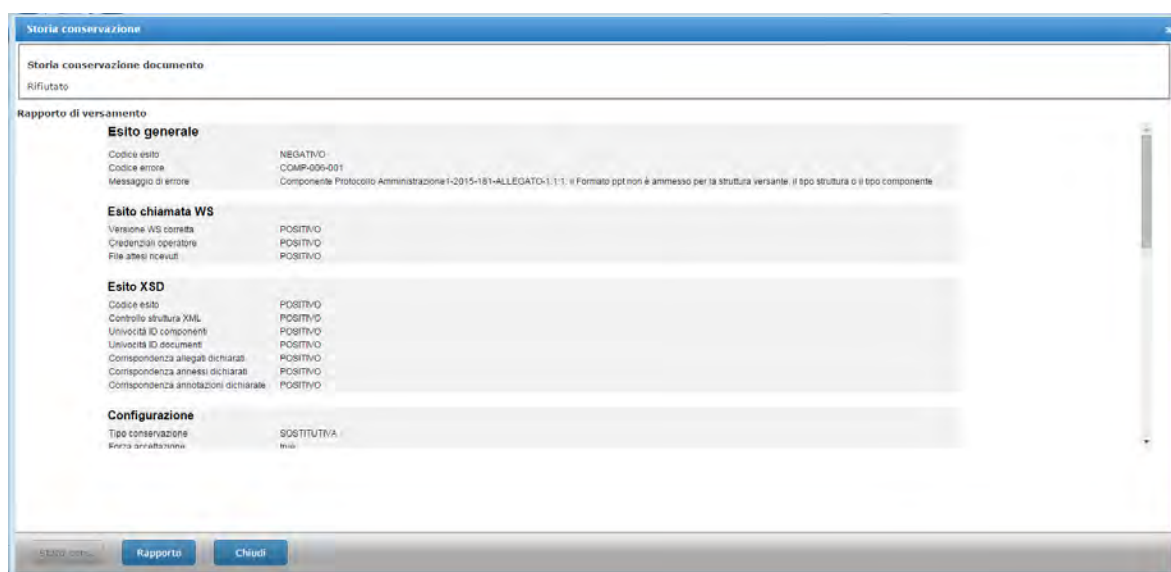 Storia conservazione
Storia conservazione documento
Rifiutato
Rapporto di versamento
Esito generale
Codice esito NEGATIVO
Codice errore COMP-006-001
Messaggio di errore Componente Protocollo Amministrazione1-2015-181-ALLEGATO-1.1:1: il Formato ppt non è ammesso per la struttura versante, il tipo struttura o il tipo componente
Esito chiamata WS
Versione WS corretta POSITIVO
Credenziali operatore POSITIVO
File attesi ricevuti POSITIVO
Esito XSD
Codice esito POSITIVO
Controllo struttura XML POSITIVO
Univocità ID componenti POSITIVO
Univocità ID documenti POSITIVO
Corrispondenza allegati dichiarati POSITIVO
Corrispondenza annessi dichiarati POSITIVO
Corrispondenza annotazioni dichiarate POSITIVO
Configurazione
Tipo conservazione SOSTITUTIVA
Forza accettazione true
Rapporto Chiudi